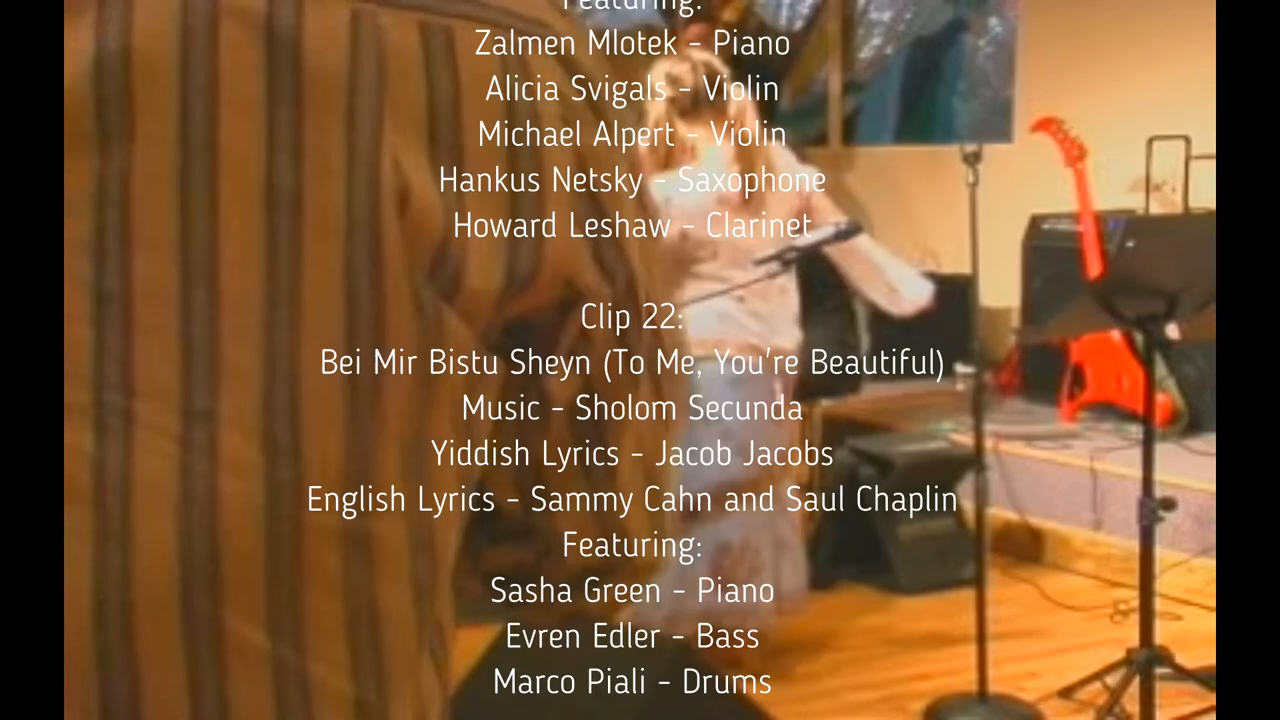 Featuring:
Zalmen Mlotek - Piano
Alicia Svigals - Violin
Michael Alpert - Violin
Hankus Netsky - Saxophone
Howard Leshaw - Clarinet
Clip 22:
Bei Mir Bistu Sheyn (To Me, You're Beautiful)
Music - Sholom Secunda
Yiddish Lyrics - Jacob Jacobs
English Lyrics - Sammy Cahn and Saul Chaplin
Featuring:
Sasha Green - Piano
Evren Edler - Bass
Marco Piali - Drums